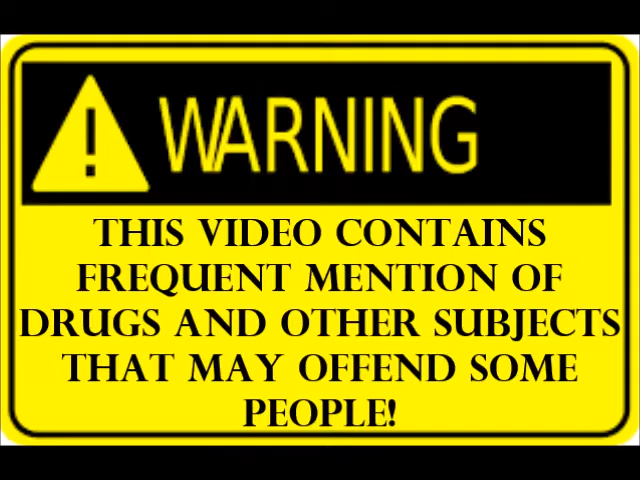 WARNING
THIS VIDEO CONTAINS
FREQUENT MENTION OF
DRUGS AND OTHER SUBJECTS
THAT MAY OFFEND SOME
PEOPLE!